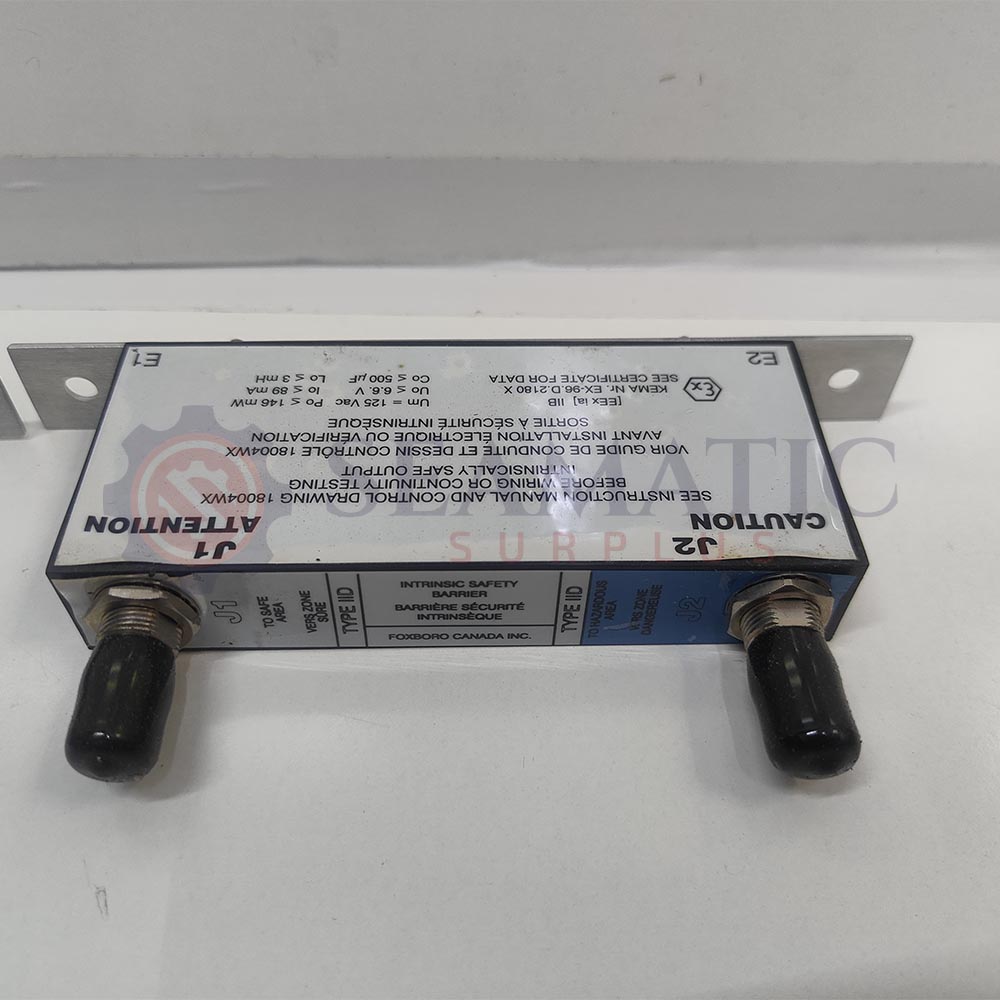 CAUTION ATTENTION
J2 J1
SEE INSTRUCTION MANUAL AND CONTROL DRAWING 18004WX
BEFORE WIRING OR CONTINUITY TESTING
INTRINSICALLY SAFE OUTPUT
VOIR GUIDE DE CONDUITE ET DESSIN CONTRÔLE 18004WX
AVANT INSTALLATION ÉLECTRIQUE OU VÉRIFICATION
SORTIE À SÉCURITÉ INTRINSÈQUE
[EEx ia] IIB Um = 125 Vac Po ≤ 146 mW
Ex KEMA Nr. EX-96.D.2180 X Uo ≤ 6.6. V Io ≤ 89 mA
SEE CERTIFICATE FOR DATA Co ≤ 500 µF Lo ≤ 3 mH
E2 E1
J1
TO SAFE
AREA
VERS ZONE
SURE
TYPE IID
INTRINSIC SAFETY
BARRIER
BARRIÈRE SÉCURITÉ
INTRINSÈQUE
FOXBORO CANADA INC.
TYPE IID
TO HAZARDOUS
AREA
V RS ZONE
DANGEREUSE
J2
SEAMATIC
SURPLUS